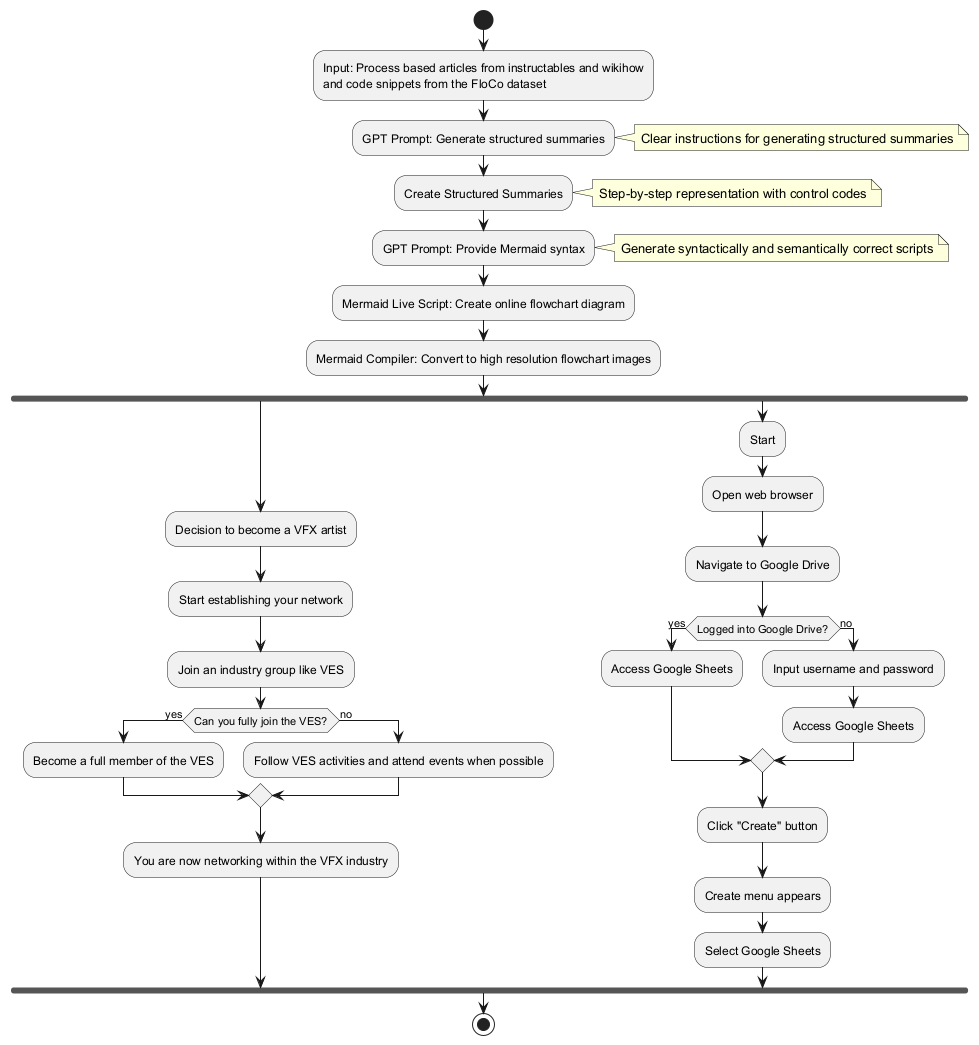 Input: Process based articles from instructables and wikihow
and code snippets from the FloCo dataset
GPT Prompt: Generate structured summaries
Clear instructions for generating structured summaries
Create Structured Summaries
Step-by-step representation with control codes
GPT Prompt: Provide Mermaid syntax
Generate syntactically and semantically correct scripts
Mermaid Live Script: Create online flowchart diagram
Mermaid Compiler: Convert to high resolution flowchart images
Decision to become a VFX artist
Start establishing your network
Join an industry group like VES
yes
Can you fully join the VES?
no
Become a full member of the VES
Follow VES activities and attend events when possible
You are now networking within the VFX industry
Start
Open web browser
Navigate to Google Drive
yes
Logged into Google Drive?
no
Access Google Sheets
Input username and password
Access Google Sheets
Click "Create" button
Create menu appears
Select Google Sheets